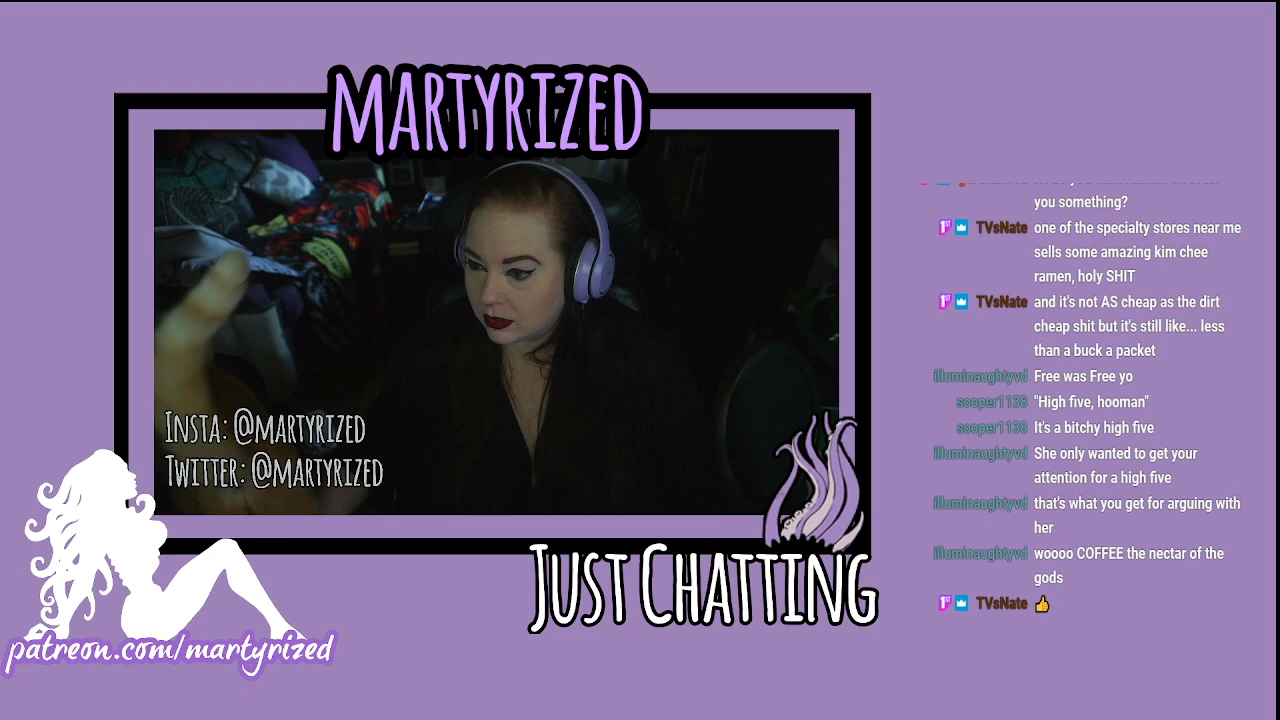 MARTYRIZED
INSTA: @MARTYRIZED
TWITTER: @MARTYRIZED
JUST CHATTING
patreon.com/martyrized
you something?
TVsNate one of the specialty stores near me
sells some amazing kim chee
ramen, holy SHIT
TVsNate and it's not AS cheap as the dirt
cheap shit but it's still like... less
than a buck a packet
illuminaughtyvd Free was Free yo
sooper1138 "High five, hooman"
sooper1138 It's a bitchy high five
illuminaughtyvd She only wanted to get your
attention for a high five
illuminaughtyvd that's what you get for arguing with
her
illuminaughtyvd woooo COFFEE the nectar of the
gods
TVsNate 👍